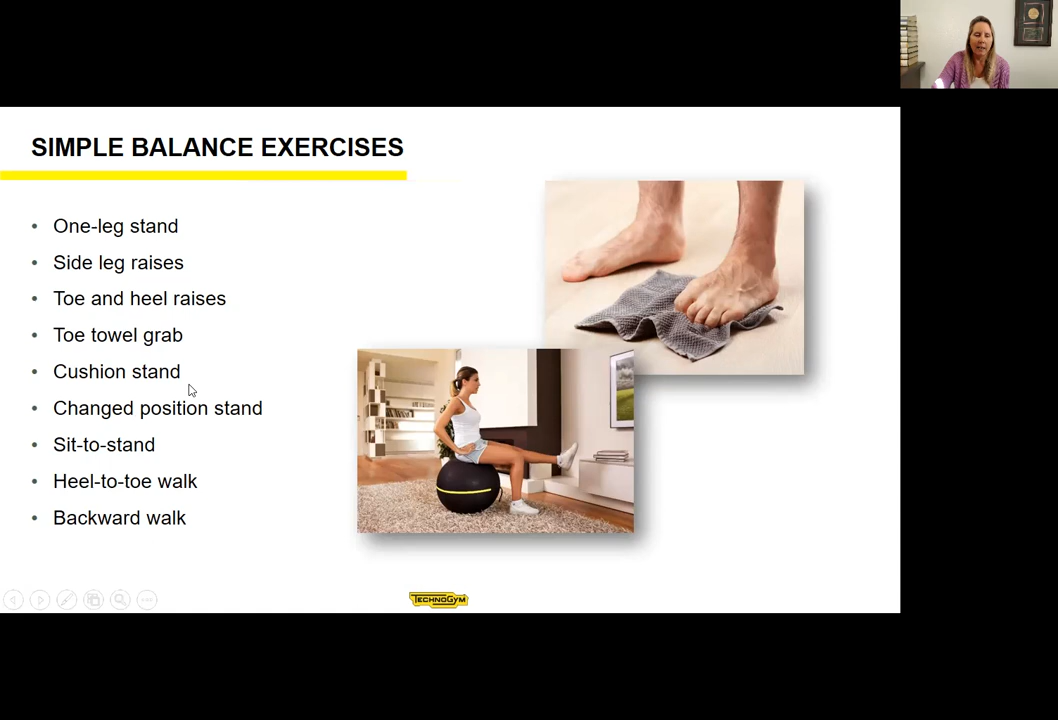 SIMPLE BALANCE EXERCISES
• One-leg stand
• Side leg raises
• Toe and heel raises
• Toe towel grab
• Cushion stand
• Changed position stand
• Sit-to-stand
• Heel-to-toe walk
• Backward walk
TECHNOGYM